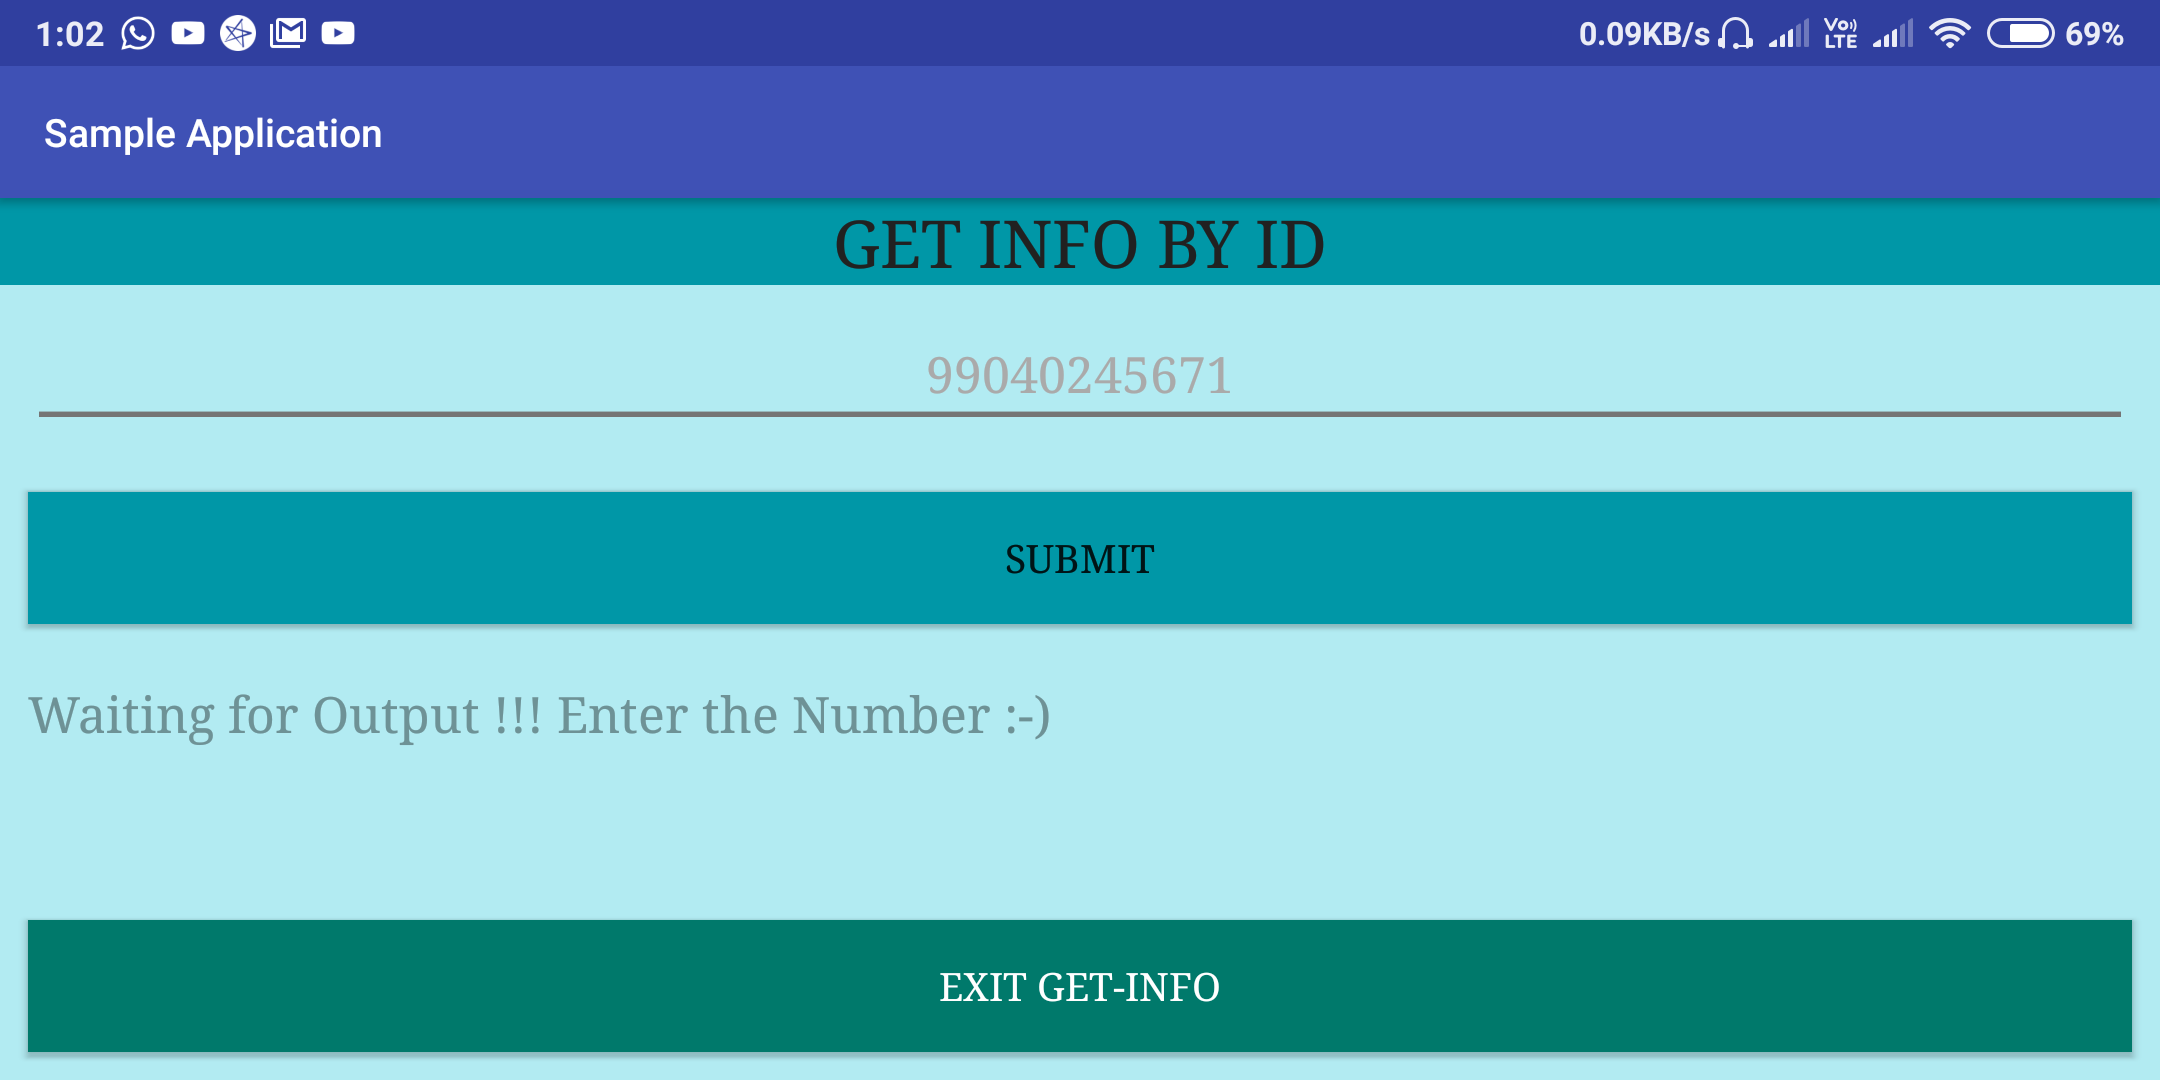 1:02 0.09KB/s Vo LTE 69%
Sample Application
GET INFO BY ID
99040245671
SUBMIT
Waiting for Output !!! Enter the Number :-)
EXIT GET-INFO